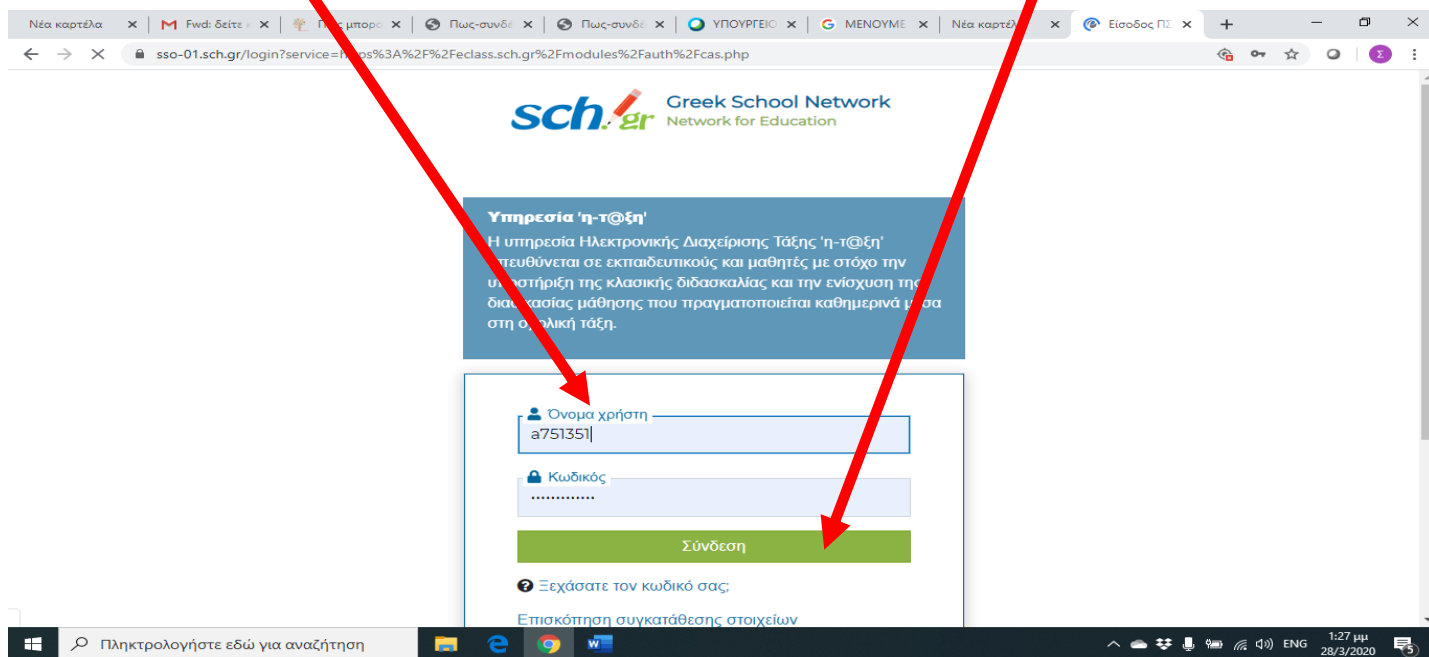 Νέα καρτέλα
Fwd: δείτε
Πως-συνδέ
Πως-συνδέ
ΥΠΟΥΡΓΕΙΟ
ΜΕΝΟΥΜΕ
Νέα καρτέλ
Είσοδος ΠΣ
sso-01.sch.gr/login?service=https%3A%2F%2Feclass.sch.gr%2Fmodules%2Fauth%2Fcas.php
Σ
sch.gr
Greek School Network
Network for Education
Υπηρεσία 'η-τ@ξη'
Η υπηρεσία Ηλεκτρονικής Διαχείρισης Τάξης 'η-τ@ξη'
απευθύνεται σε εκπαιδευτικούς και μαθητές με στόχο την
υποστήριξη της κλασικής διδασκαλίας και την ενίσχυση της
διαδικασίας μάθησης που πραγματοποιείται καθημερινά μέσα
στη σχολική τάξη.
Όνομα χρήστη
a751351
Κωδικός
.............
Σύνδεση
Ξεχάσατε τον κωδικό σας;
Επισκόπηση συγκατάθεσης στοιχείων
Πληκτρολογήστε εδώ για αναζήτηση
ENG
1:27 μμ
28/3/2020
5